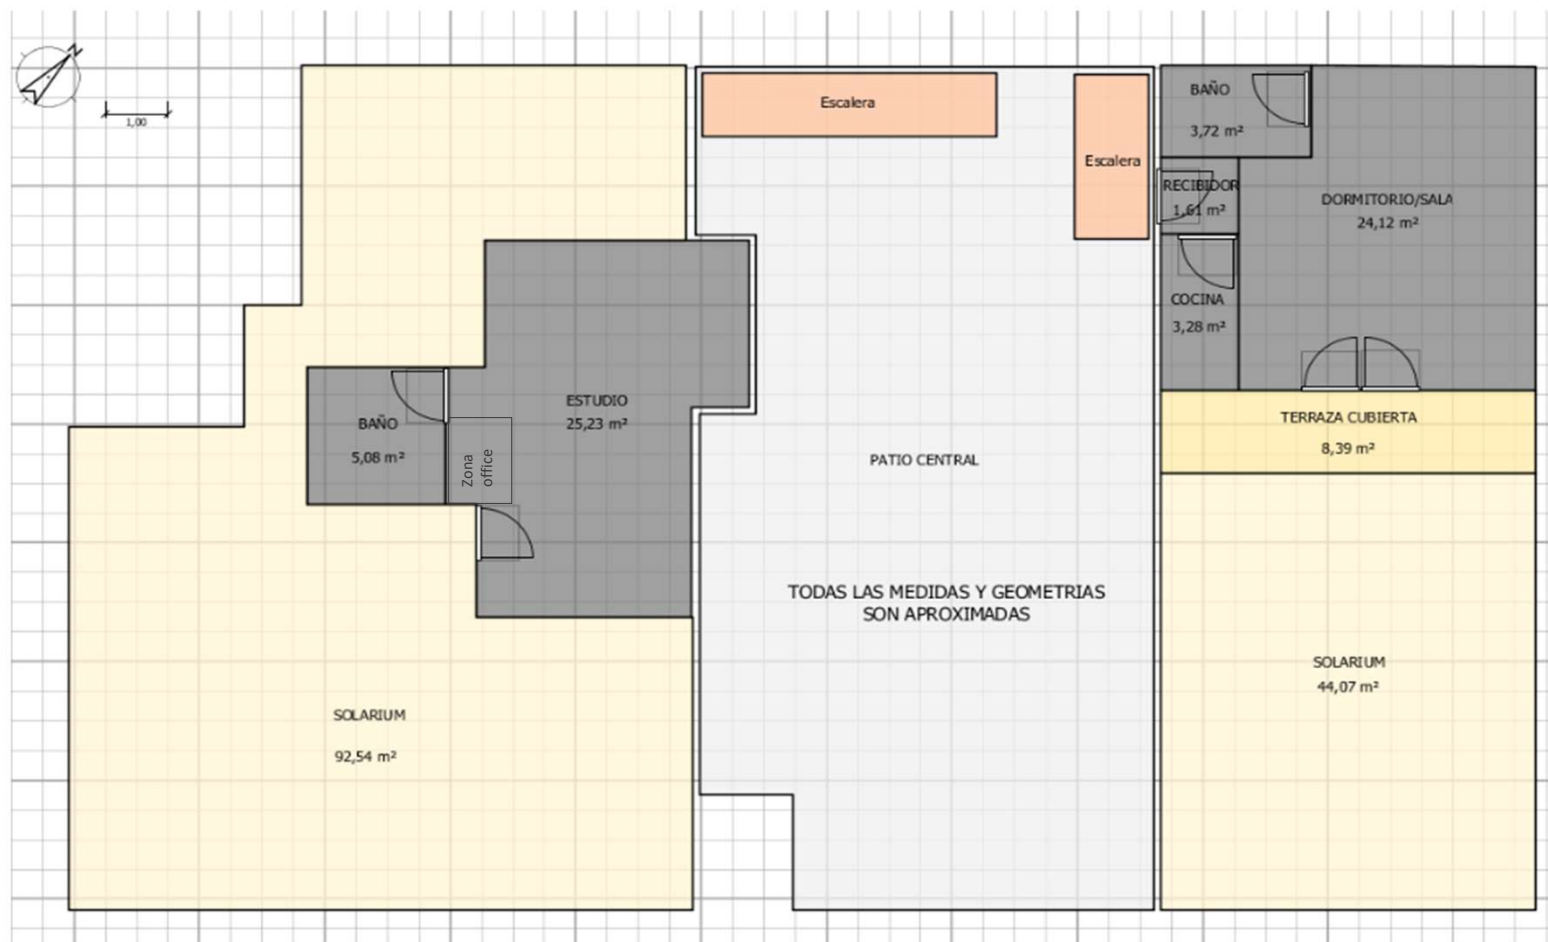 N
1,00
Escalera
Escalera
BAÑO
3,72 m²
RECIBIDOR
1,61 m²
DORMITORIO/SALA
24,12 m²
COCINA
3,28 m²
ESTUDIO
25,23 m²
BAÑO
5,08 m²
Zona
office
TERRAZA CUBIERTA
8,39 m²
PATIO CENTRAL
TODAS LAS MEDIDAS Y GEOMETRIAS
SON APROXIMADAS
SOLARIUM
44,07 m²
SOLARIUM
92,54 m²